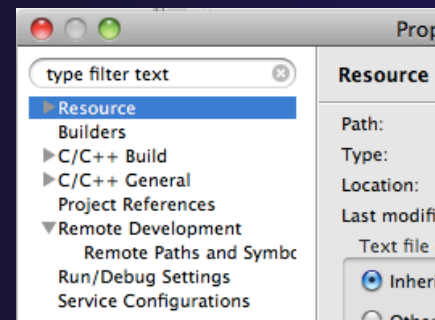 Prop
type filter text
Resource
Resource
Builders
C/C++ Build
C/C++ General
Project References
Remote Development
Remote Paths and Symbo
Run/Debug Settings
Service Configurations
Path:
Type:
Location:
Last modifi
Text file
Inheri
Other